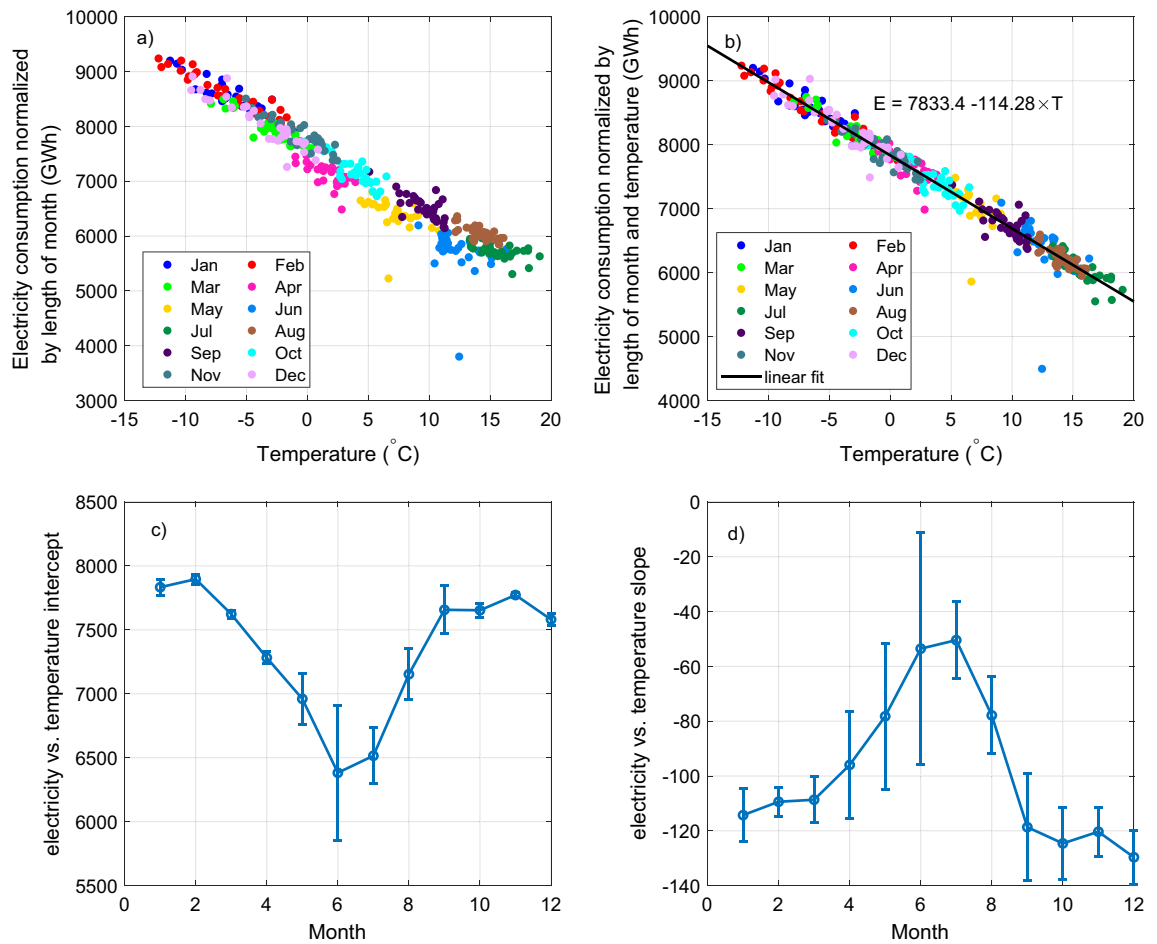 a)
Electricity consumption normalized
by length of month (GWh)
10000
9000
8000
7000
6000
5000
4000
3000
Jan Feb
Mar Apr
May Jun
Jul Aug
Sep Oct
Nov Dec
-15 -10 -5 0 5 10 15 20
Temperature (°C)
b)
Electricity consumption normalized by
length of month and temperature (GWh)
10000
9000
8000
7000
6000
5000
4000
E = 7833.4 -114.28×T
Jan Feb
Mar Apr
May Jun
Jul Aug
Sep Oct
Nov Dec
linear fit
-15 -10 -5 0 5 10 15 20
Temperature (°C)
c)
electricity vs. temperature intercept
8500
8000
7500
7000
6500
6000
5500
0 2 4 6 8 10 12
Month
d)
electricity vs. temperature slope
0
-20
-40
-60
-80
-100
-120
-140
0 2 4 6 8 10 12
Month